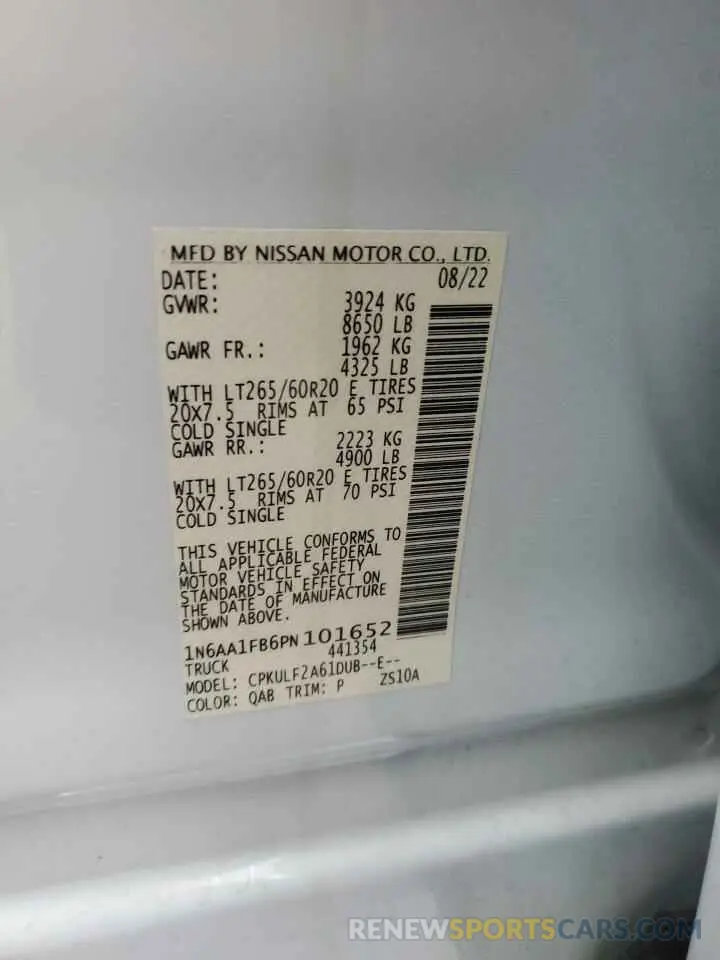 MFD BY NISSAN MOTOR CO., LTD.
DATE: 08/22
GVWR: 3924 KG
8650 LB
GAWR FR.: 1962 KG
4325 LB
WITH LT265/60R20 E TIRES
20x7.5 RIMS AT 65 PSI
COLD SINGLE
GAWR RR.: 2223 KG
4900 LB
WITH LT265/60R20 E TIRES
20x7.5 RIMS AT 70 PSI
COLD SINGLE
THIS VEHICLE CONFORMS TO
ALL APPLICABLE FEDERAL
MOTOR VEHICLE SAFETY
STANDARDS IN EFFECT ON
THE DATE OF MANUFACTURE
SHOWN ABOVE.
1N6AA1FB6PN101652
TRUCK 441354
MODEL: CPKULF2A61DUB--E--
COLOR: QAB TRIM: P ZS10A
RENEWSPORTSCARS.COM